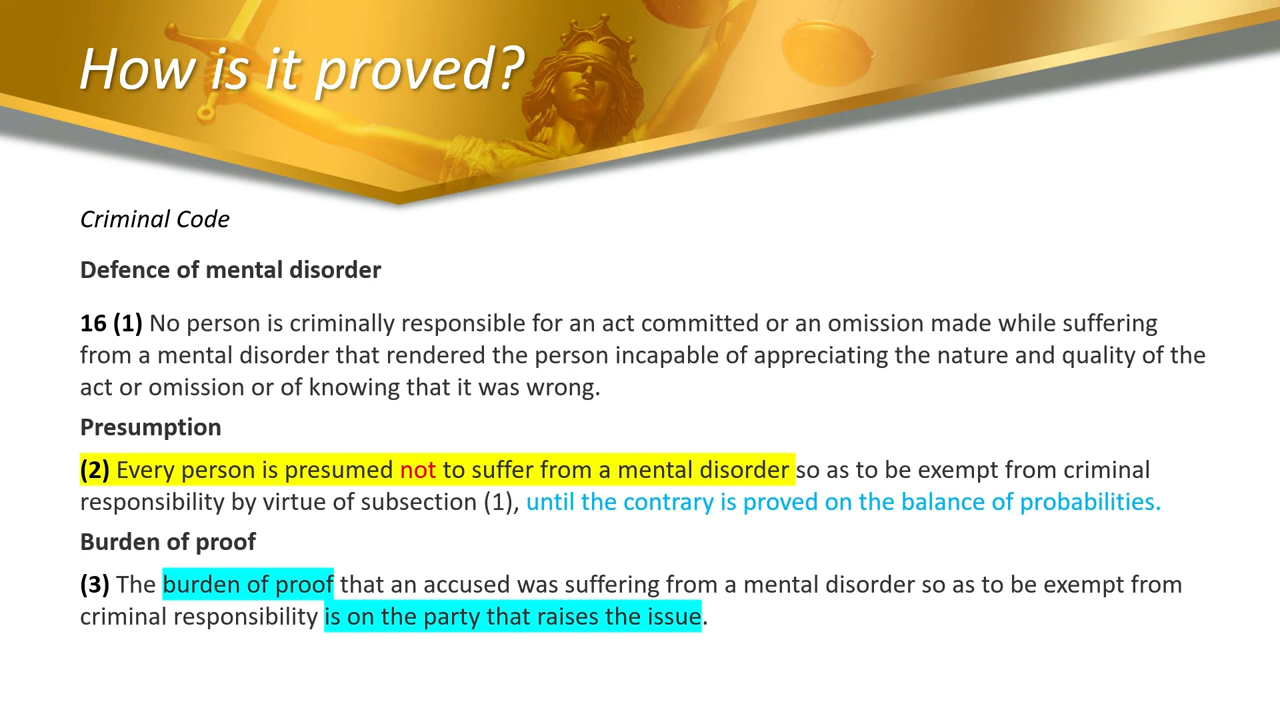 How is it proved?
Criminal Code
Defence of mental disorder
16 (1) No person is criminally responsible for an act committed or an omission made while suffering
from a mental disorder that rendered the person incapable of appreciating the nature and quality of the
act or omission or of knowing that it was wrong.
Presumption
(2) Every person is presumed not to suffer from a mental disorder so as to be exempt from criminal
responsibility by virtue of subsection (1), until the contrary is proved on the balance of probabilities.
Burden of proof
(3) The burden of proof that an accused was suffering from a mental disorder so as to be exempt from
criminal responsibility is on the party that raises the issue.